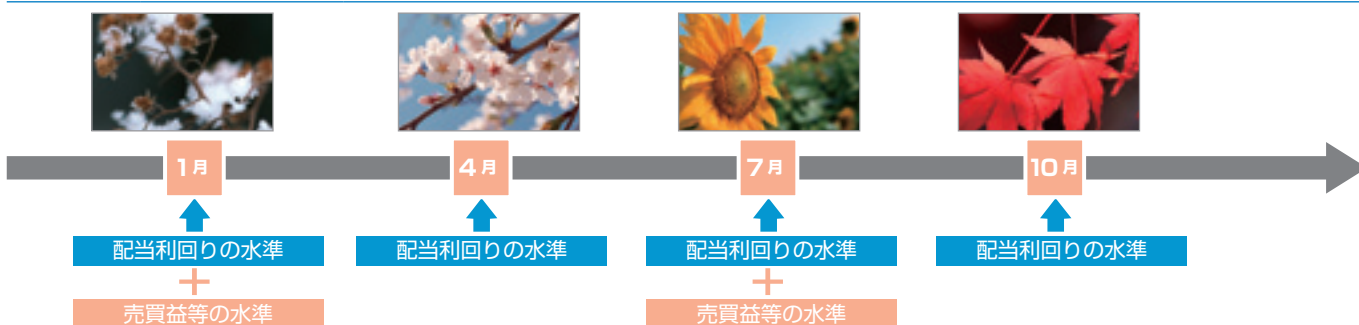 1月
4月
7月
10月
配当利回りの水準
配当利回りの水準
配当利回りの水準
配当利回りの水準
+
+
売買益等の水準
売買益等の水準